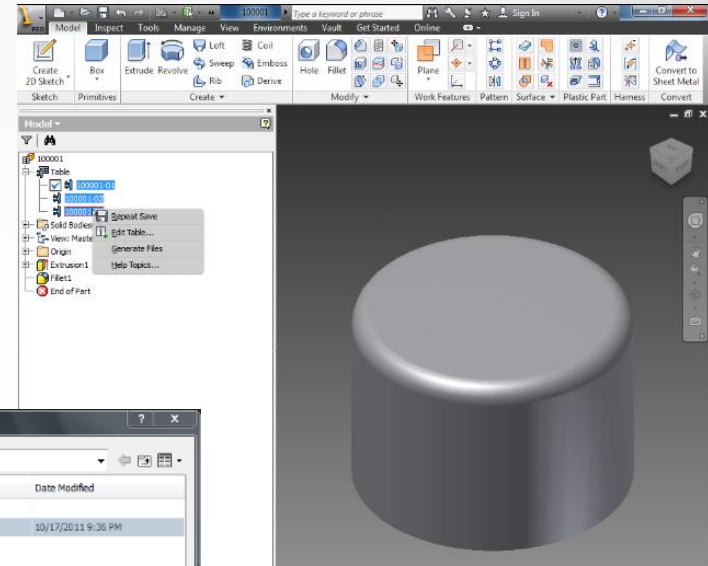 100001 Type a keyword or phrase Sign In
PRO Model Inspect Tools Manage View Environments Vault Get Started Online
Create 2D Sketch Box Extrude Revolve Loft Sweep Rib Coil Emboss Derive Hole Fillet Plane Convert to Sheet Metal
Sketch Primitives Create Modify Work Features Pattern Surface Plastic Part Harness Convert
Model
100001
Table
100001-01
100001-02
100001
Repeat Save
Edit Table...
Generate Files
Help Topics...
Solid Bodies
View: Maste
Origin
Extrusion1
Fillet1
End of Part
Date Modified
10/17/2011 9:36 PM